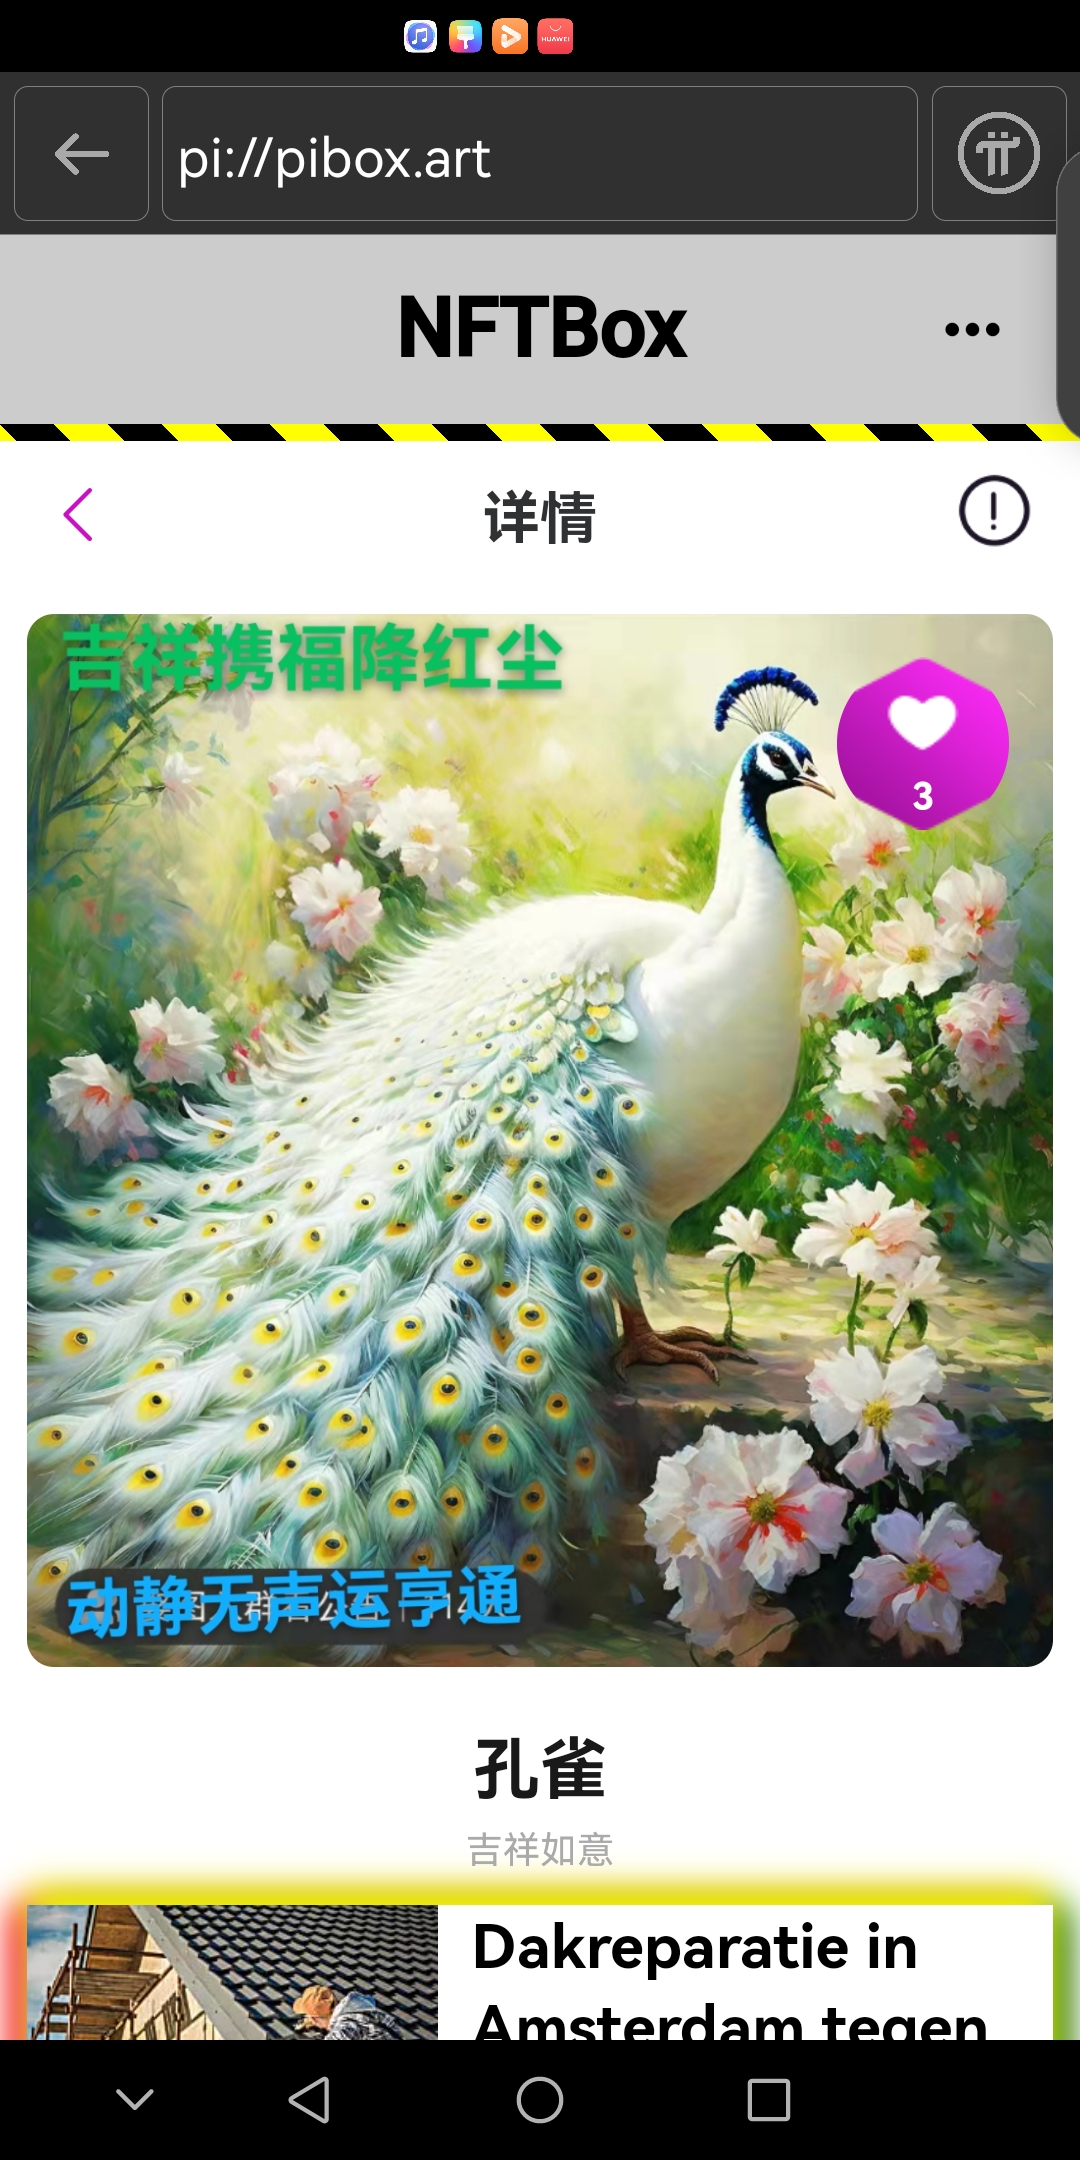 HUAWEI
pi://pibox.art
NFTBox
详情
吉祥携福降红尘
3
动静无声运亨通
孔雀
吉祥如意
Dakreparatie in
Amsterdam tegen